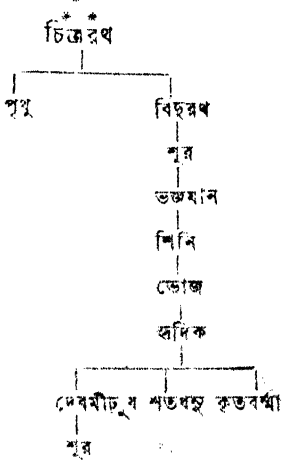 * *
চিত্ররথ
পৃথু বিদুরথ
শূর
ভজমান
শিনি
ভোজ
হৃদিক
দেবমীঢ়ুষ শতধনু কৃতবর্ম্মা
শূর